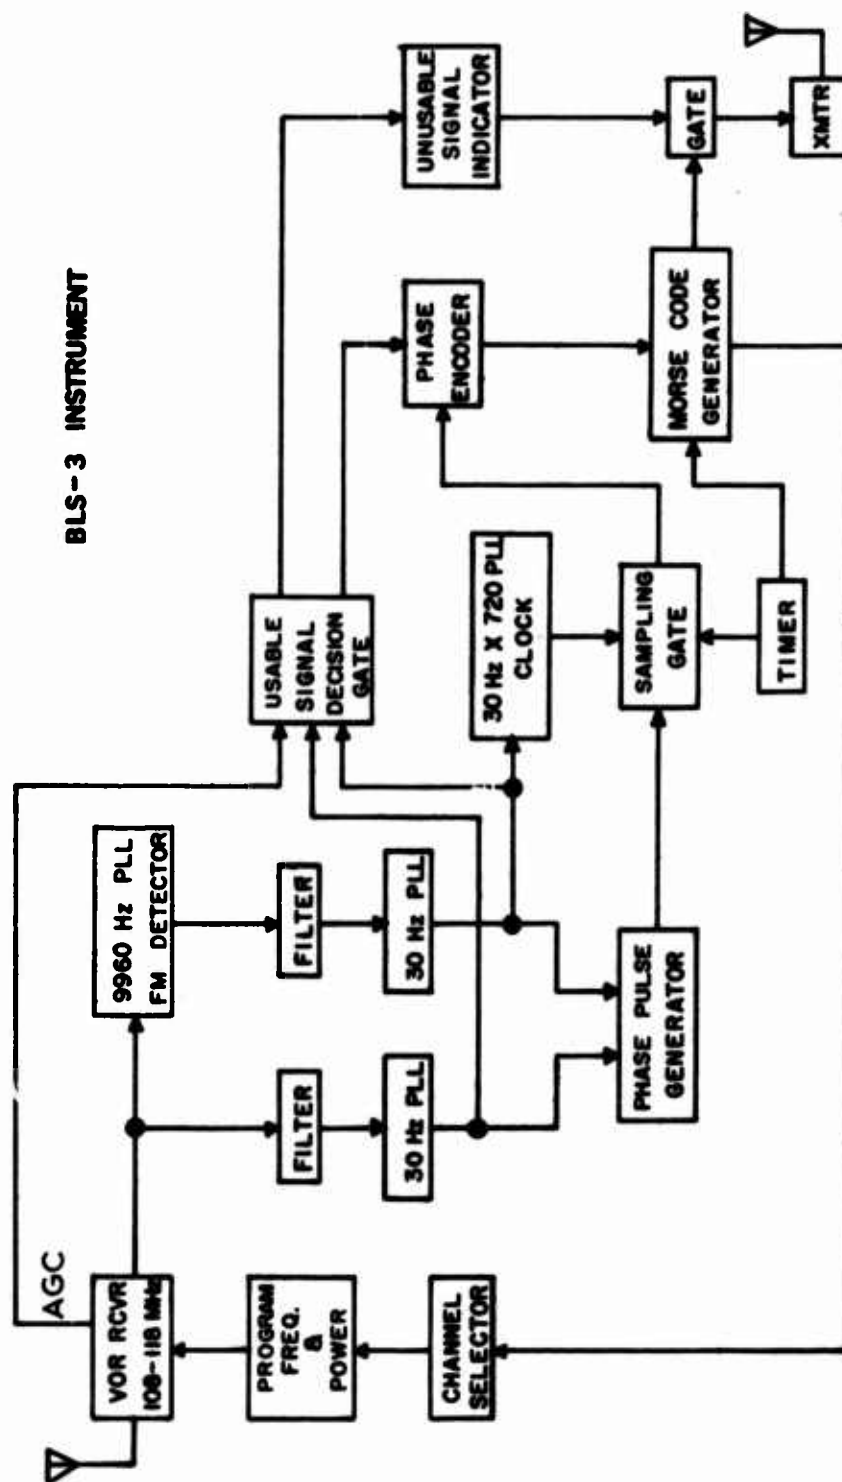 BLS-3 INSTRUMENT
AGC
VOR RCVR
108-118 MHz
PROGRAM
FREQ.
&
POWER
CHANNEL
SELECTOR
9960 Hz PLL
FM DETECTOR
FILTER
30 Hz PLL
FILTER
30 Hz PLL
PHASE PULSE
GENERATOR
USABLE
SIGNAL
DECISION
GATE
30 Hz X 720 PLL
CLOCK
SAMPLING
GATE
TIMER
PHASE
ENCODER
MORSE CODE
GENERATOR
UNUSABLE
SIGNAL
INDICATOR
GATE
XMTR